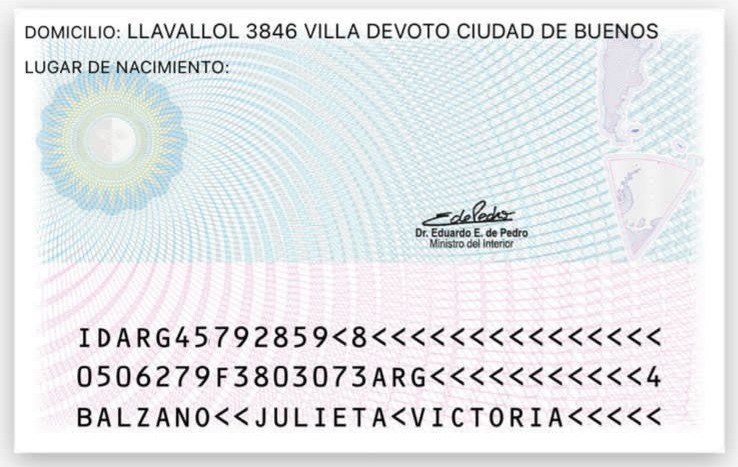 DOMICILIO: LLAVALLOL 3846 VILLA DEVOTO CIUDAD DE BUENOS
LUGAR DE NACIMIENTO:
EdePedro
Dr. Eduardo E. de Pedro
Ministro del Interior
IDARG45792859<8<<<<<<<<<<<<<<<
0506279F3803073ARG<<<<<<<<<<<4
BALZANO<<JULIETA<VICTORIA<<<<<